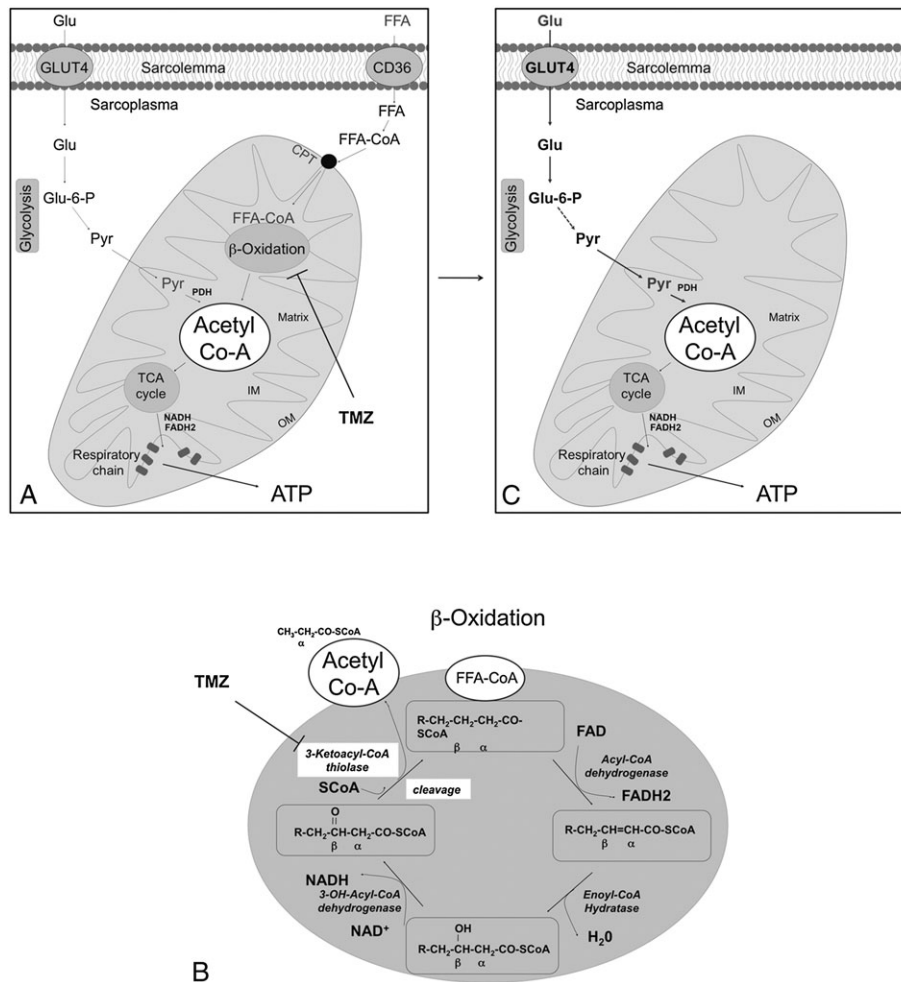 Glu
FFA
GLUT4
Sarcolemma
CD36
Sarcoplasma
FFA
FFA-CoA
CPT
Glu
Glycolysis
Glu-6-P
Pyr
FFA-CoA
β-Oxidation
Pyr
PDH
Acetyl
Co-A
Matrix
TCA
cycle
IM
OM
NADH
FADH2
TMZ
Respiratory
chain
ATP
A
Glu
GLUT4
Sarcolemma
Sarcoplasma
Glu
Glycolysis
Glu-6-P
Pyr
Pyr
PDH
Acetyl
Co-A
Matrix
TCA
cycle
IM
OM
NADH
FADH2
Respiratory
chain
ATP
C
β-Oxidation
CH₃-CH₂-CO-SCoA
α
Acetyl
Co-A
FFA-CoA
TMZ
R-CH₂-CH₂-CH₂-CO-
SCoA
β α
FAD
3-Ketoacyl-CoA
thiolase
Acyl-CoA
dehydrogenase
SCoA
cleavage
FADH2
O
R-CH₂-CH-CH₂-CO-SCoA
β α
R-CH₂-CH=CH-CO-SCoA
β α
NADH
3-OH-Acyl-CoA
dehydrogenase
NAD⁺
Enoyl-CoA
Hydratase
H₂0
OH
R-CH₂-CH-CH₂-CO-SCoA
β α
B